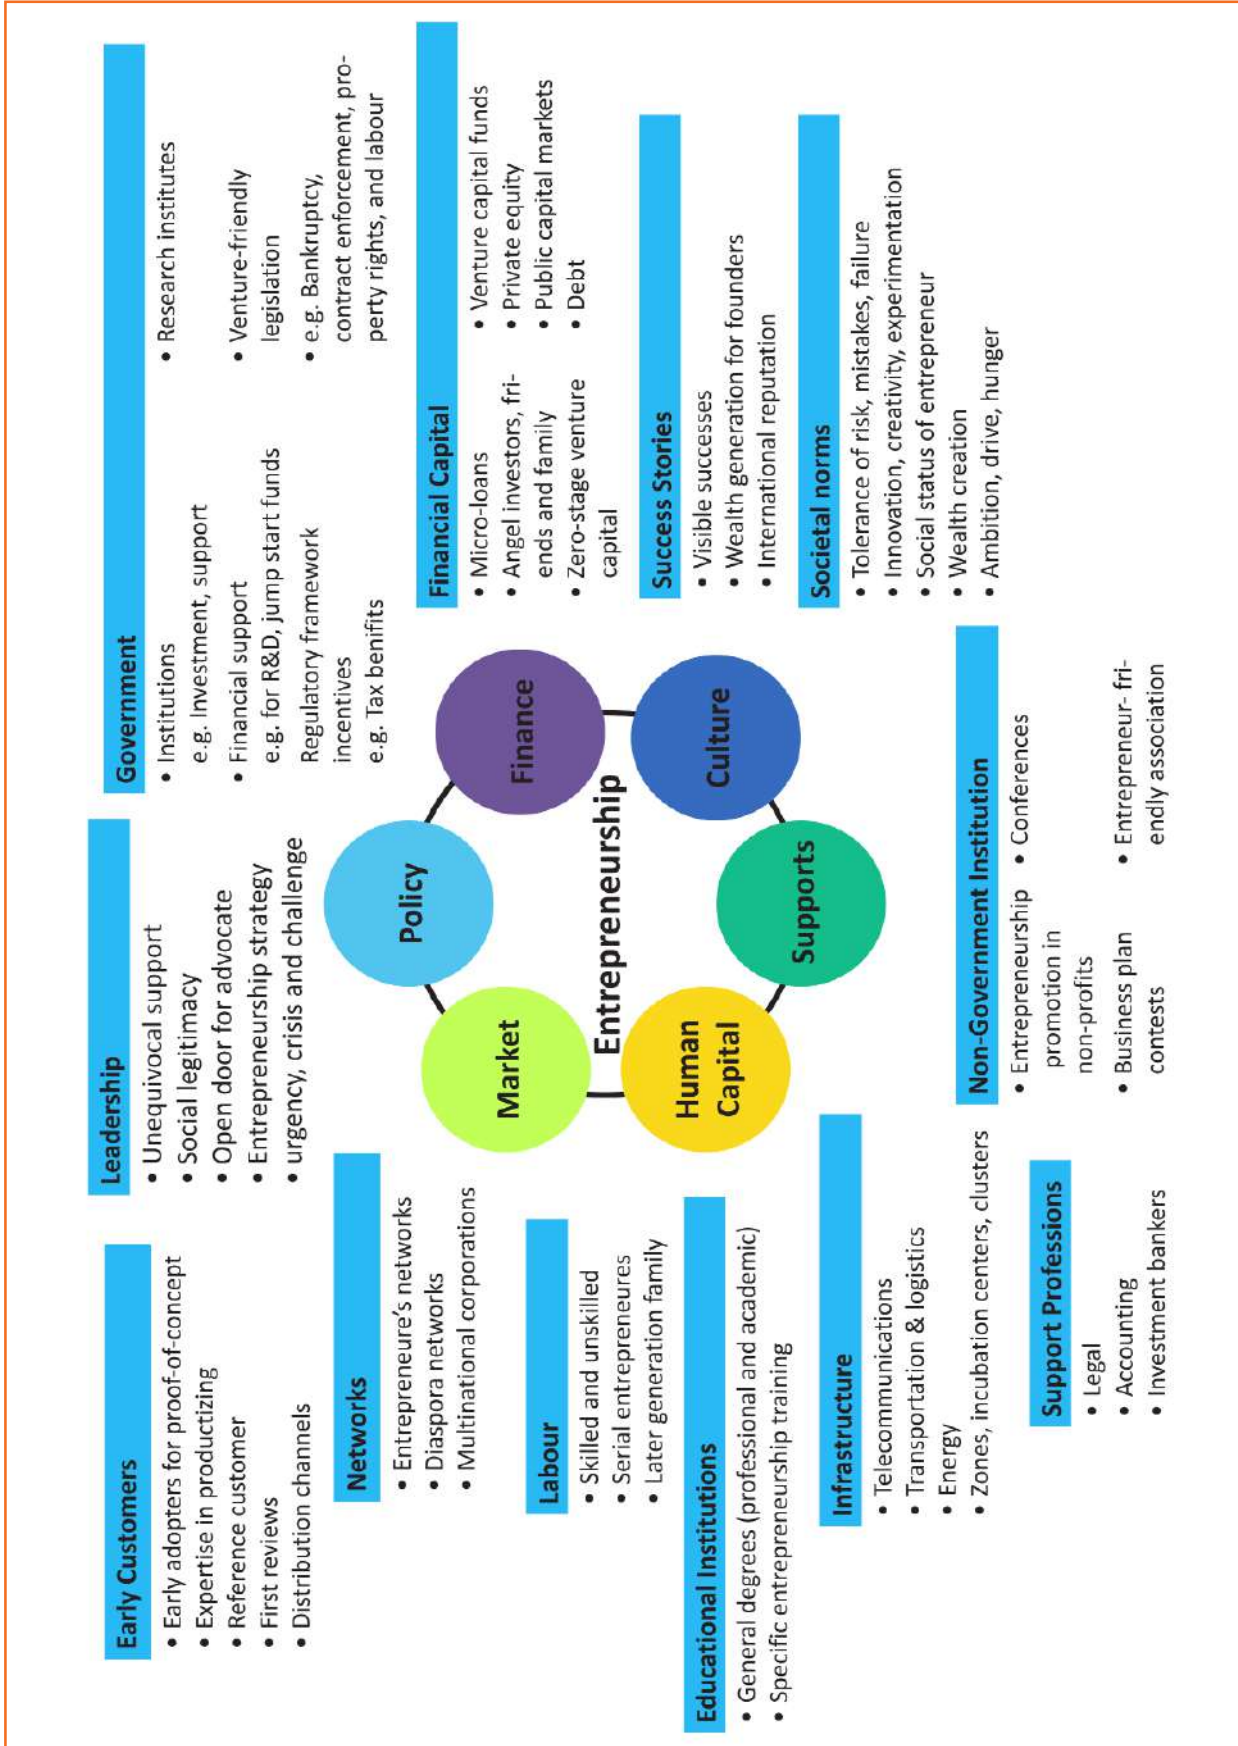 Early Customers
• Early adopters for proof-of-concept
• Expertise in productizing
• Reference customer
• First reviews
• Distribution channels
Leadership
• Unequivocal support
• Social legitimacy
• Open door for advocate
• Entrepreneurship strategy
• urgency, crisis and challenge
Government
• Institutions
e.g. Investment, support
• Financial support
e.g. for R&D, jump start funds
Regulatory framework
incentives
e.g. Tax benifits
• Research institutes
• Venture-friendly
legislation
• e.g. Bankruptcy,
contract enforcement, pro-
perty rights, and labour
Networks
• Entrepreneure's networks
• Diaspora networks
• Multinational corporations
Policy
Market
Finance
Entrepreneurship
Human
Capital
Culture
Supports
Financial Capital
• Micro-loans
• Angel investors, fri-
ends and family
• Zero-stage venture
capital
• Venture capital funds
• Private equity
• Public capital markets
• Debt
Labour
• Skilled and unskilled
• Serial entrepreneures
• Later generation family
Success Stories
• Visible successes
• Wealth generation for founders
• International reputation
Educational Institutions
• General degrees (professional and academic)
• Specific entrepreneurship training
Societal norms
• Tolerance of risk, mistakes, failure
• Innovation, creativity, experimentation
• Social status of entrepreneur
• Wealth creation
• Ambition, drive, hunger
Infrastructure
• Telecommunications
• Transportation & logistics
• Energy
• Zones, incubation centers, clusters
Non-Government Institution
• Entrepreneurship
promotion in
non-profits
• Business plan
contests
• Conferences
• Entrepreneur- fri-
endly association
Support Professions
• Legal
• Accounting
• Investment bankers